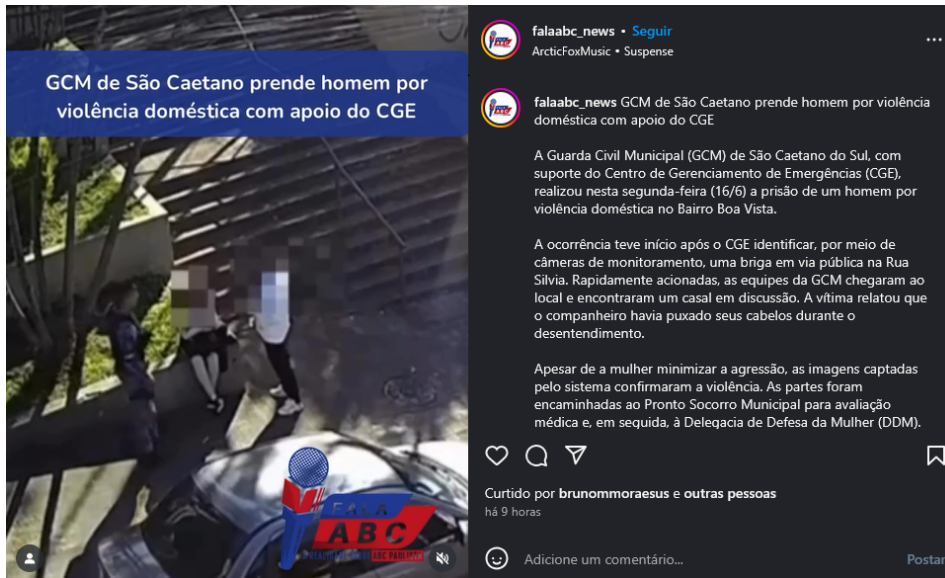 GCM de São Caetano prende homem por
violência doméstica com apoio do CGE
FALA
ABC
ABC PAULISTA
falaabc_news • Seguir
ArcticFoxMusic • Suspense
falaabc_news GCM de São Caetano prende homem por violência
doméstica com apoio do CGE
A Guarda Civil Municipal (GCM) de São Caetano do Sul, com
suporte do Centro de Gerenciamento de Emergências (CGE),
realizou nesta segunda-feira (16/6) a prisão de um homem por
violência doméstica no Bairro Boa Vista.
A ocorrência teve início após o CGE identificar, por meio de
câmeras de monitoramento, uma briga em via pública na Rua
Silvia. Rapidamente acionadas, as equipes da GCM chegaram ao
local e encontraram um casal em discussão. A vítima relatou que
o companheiro havia puxado seus cabelos durante o
desentendimento.
Apesar de a mulher minimizar a agressão, as imagens captadas
pelo sistema confirmaram a violência. As partes foram
encaminhadas ao Pronto Socorro Municipal para avaliação
médica e, em seguida, à Delegacia de Defesa da Mulher (DDM).
Curtido por brunommoraesus e outras pessoas
há 9 horas
Adicione um comentário...
Postar